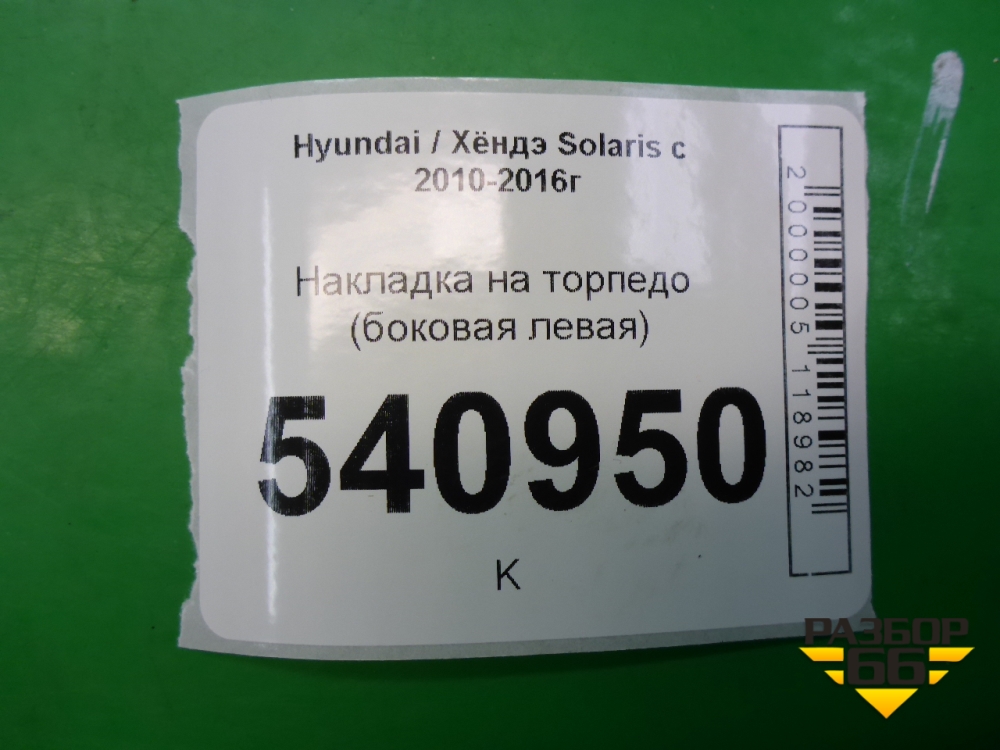 Hyundai / Хёндэ Solaris с
2010-2016г
Накладка на торпедо
(боковая левая)
540950
К
2000005118982
РАЗБОР
66